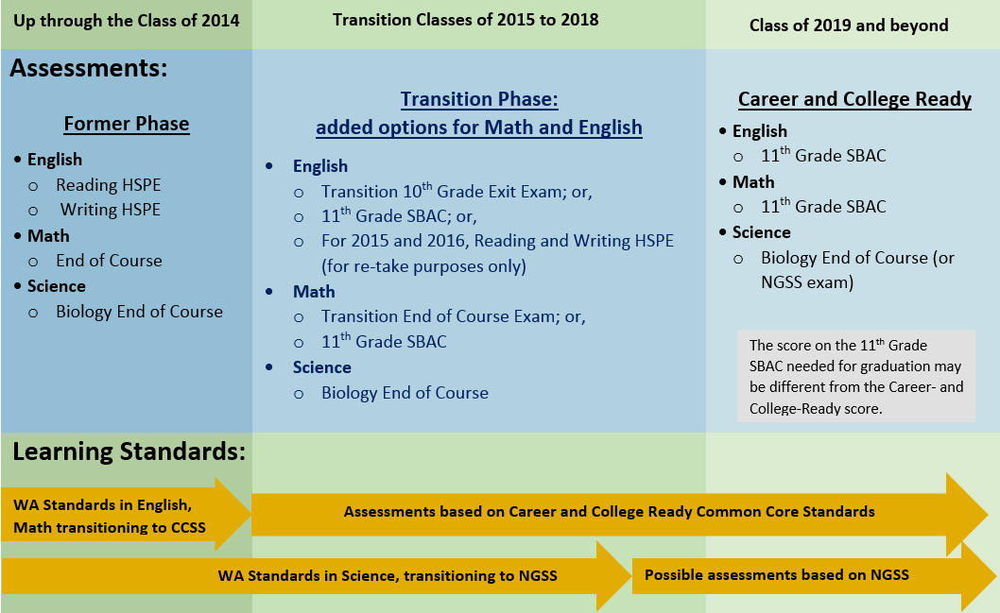 Up through the Class of 2014
Transition Classes of 2015 to 2018
Class of 2019 and beyond
Assessments:
Former Phase
• English
o Reading HSPE
o Writing HSPE
• Math
o End of Course
• Science
o Biology End of Course
Transition Phase:
added options for Math and English
• English
o Transition 10th Grade Exit Exam; or,
o 11th Grade SBAC; or,
o For 2015 and 2016, Reading and Writing HSPE
(for re-take purposes only)
• Math
o Transition End of Course Exam; or,
o 11th Grade SBAC
• Science
o Biology End of Course
Career and College Ready
• English
o 11th Grade SBAC
• Math
o 11th Grade SBAC
• Science
o Biology End of Course (or
NGSS exam)
The score on the 11th Grade
SBAC needed for graduation may
be different from the Career- and
College-Ready score.
Learning Standards:
WA Standards in English,
Math transitioning to CCSS
Assessments based on Career and College Ready Common Core Standards
WA Standards in Science, transitioning to NGSS
Possible assessments based on NGSS